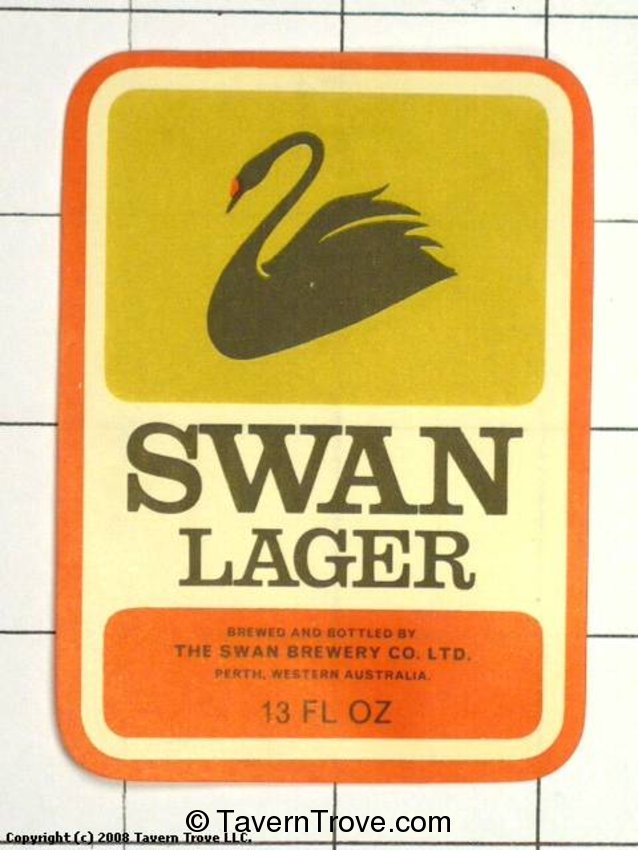 SWAN
LAGER
BREWED AND BOTTLED BY
THE SWAN BREWERY CO. LTD.
PERTH, WESTERN AUSTRALIA.
13 FL OZ
© TavernTrove.com
Copyright (c) 2008 Tavern Trove LLC.